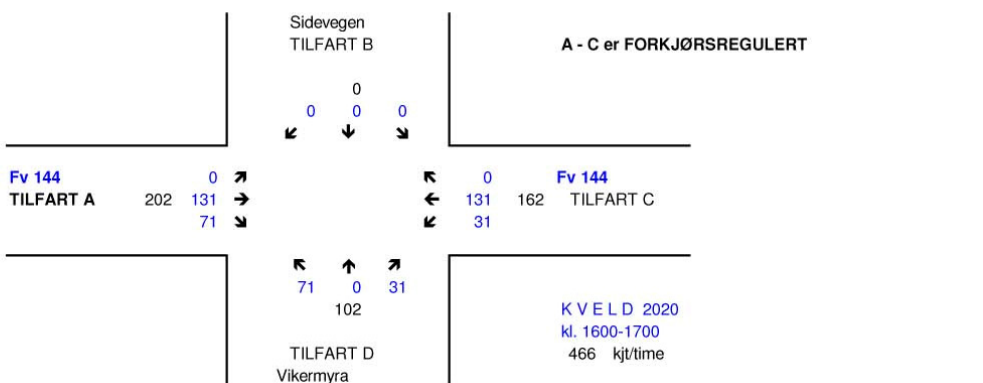 Sidevegen
TILFART B
A - C er FORKJØRSREGULERT
0
0 0 0
Fv 144 0 0 Fv 144
TILFART A 202 131 131 162 TILFART C
71 31
71 0 31
102
K V E L D 2020
kl. 1600-1700
TILFART D 466 kjt/time
Vikermyra